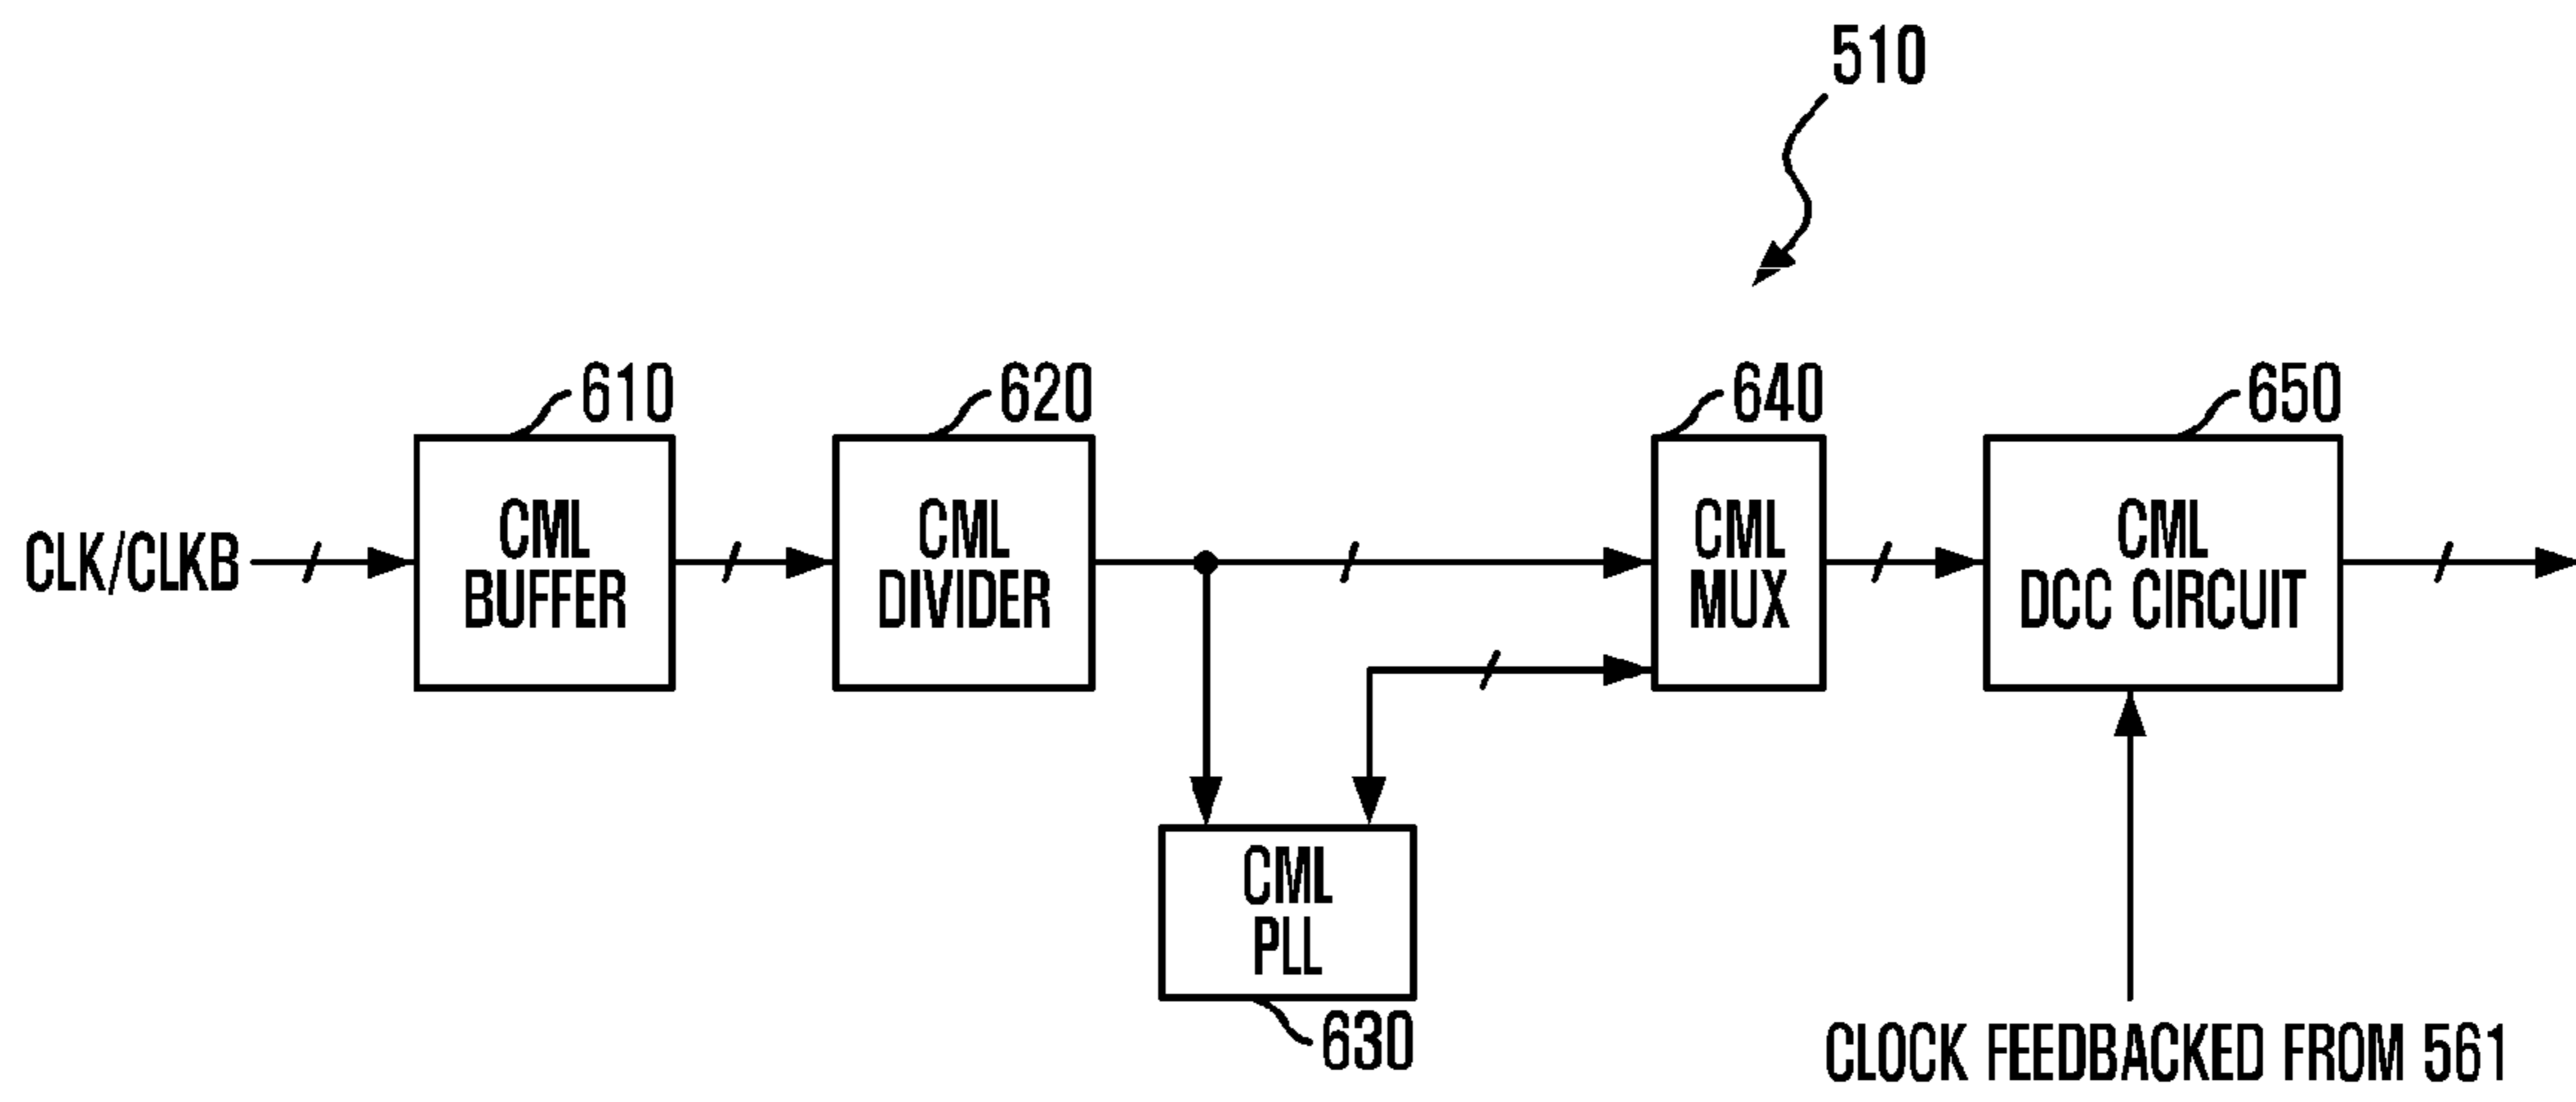 510
610
620
640
650
CLK/CLKB
CML
BUFFER
CML
DIVIDER
CML
MUX
CML
DCC CIRCUIT
CML
PLL
630
CLOCK FEEDBACKED FROM 561